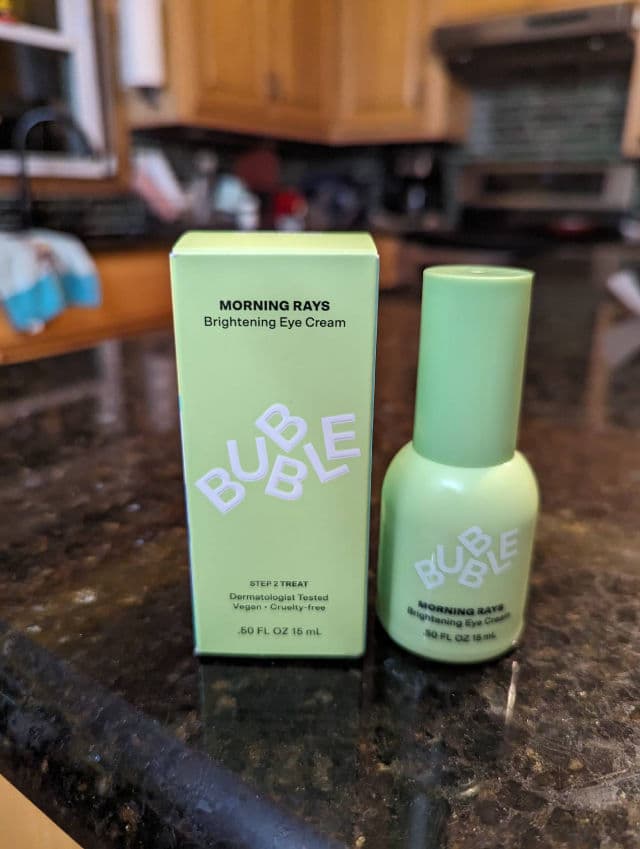 MORNING RAYS
Brightening Eye Cream
BUBBLE
STEP 2 TREAT
Dermatologist Tested
Vegan • Cruelty-free
.50 FL OZ 15 mL
BUBBLE
MORNING RAYS
Brightening Eye Cream
.50 FL OZ 15 mL